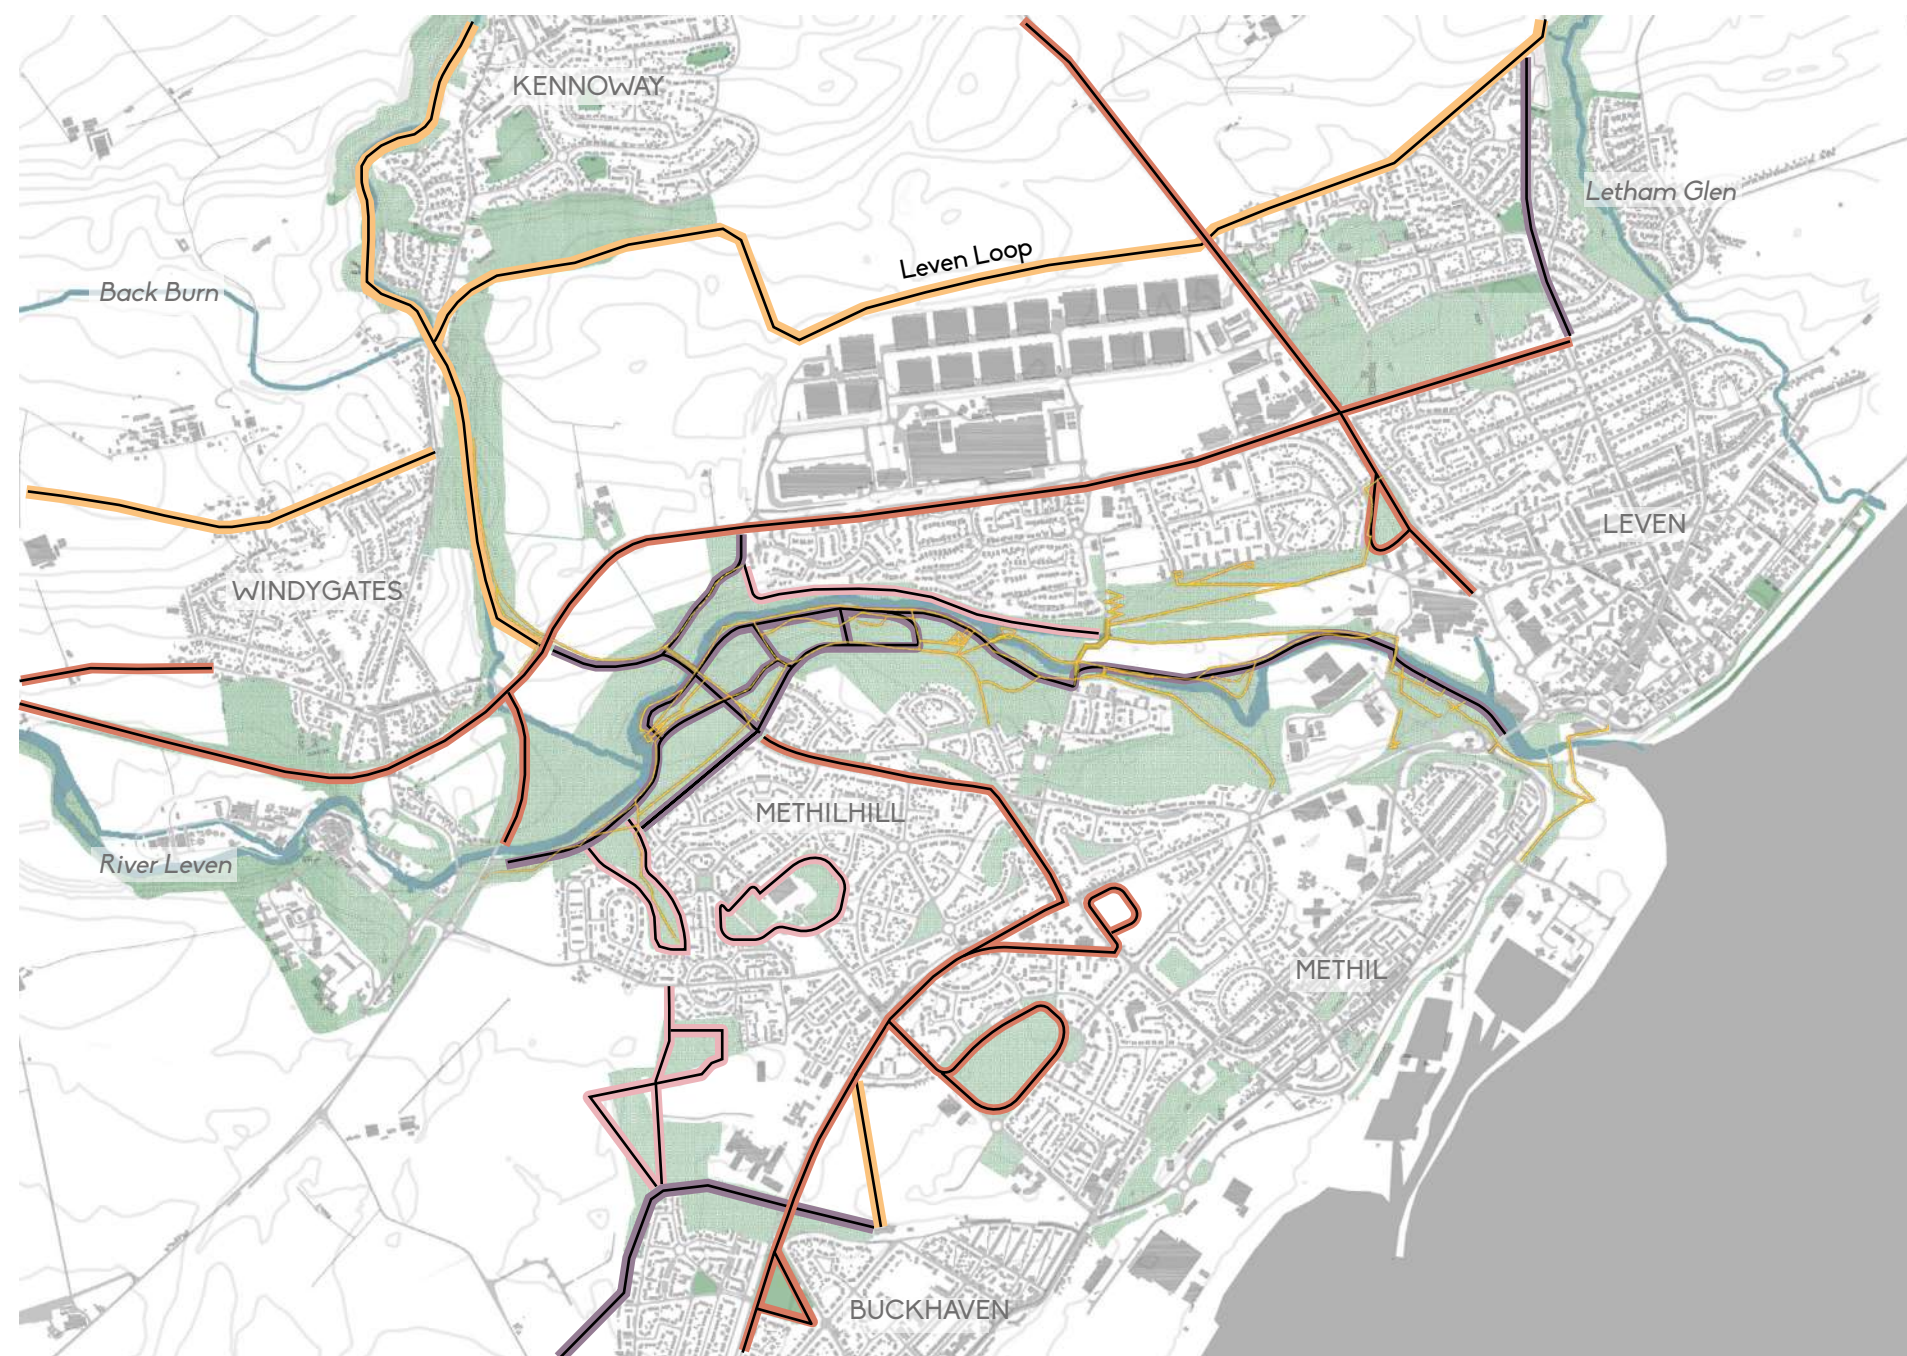 KENNOWAY
Letham Glen
Leven Loop
Back Burn
LEVEN
WINDYGATES
METHILHILL
River Leven
METHIL
BUCKHAVEN